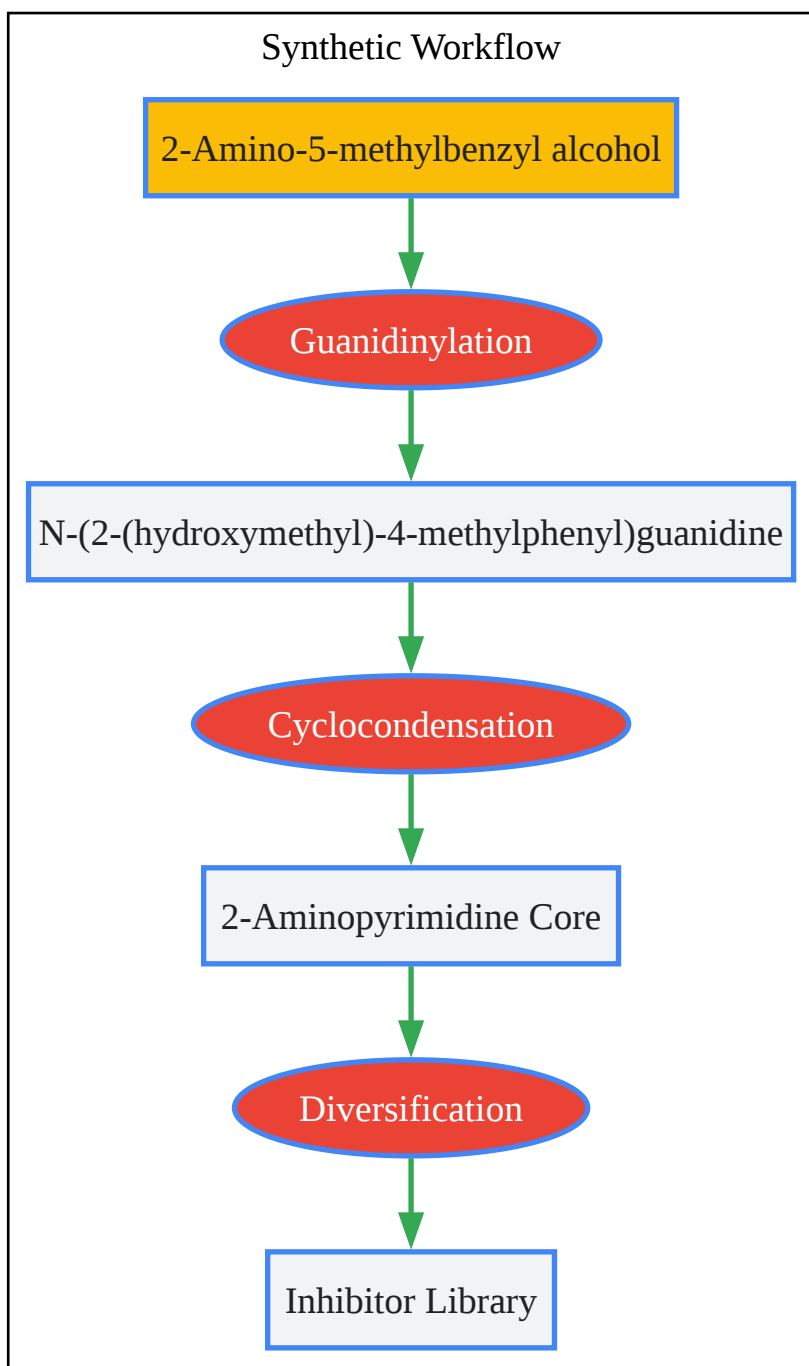 Synthetic Workflow
2-Amino-5-methylbenzyl alcohol
Guanidinylation
N-(2-(hydroxymethyl)-4-methylphenyl)guanidine
Cyclocondensation
2-Aminopyrimidine Core
Diversification
Inhibitor Library